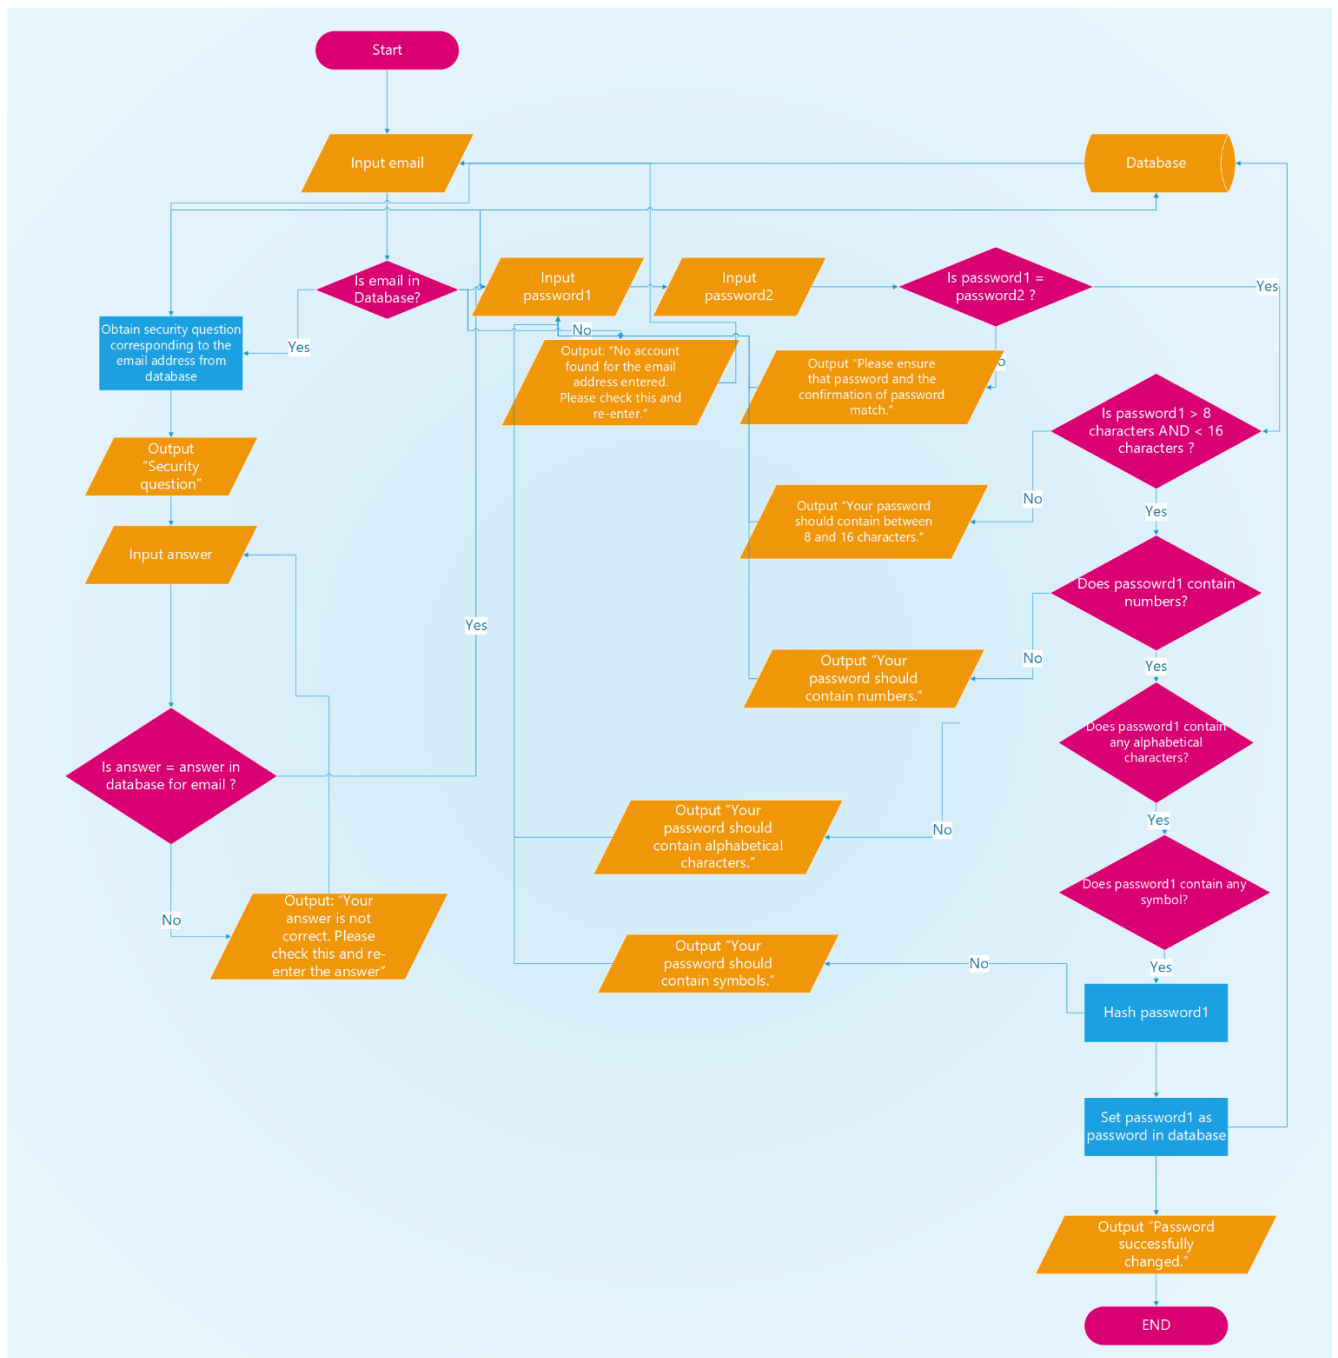 Start
Input email
Database
Is email in
Database?
Input
password1
Input
password2
Is password1 =
password2 ?
Yes
Obtain security question
corresponding to the
email address from
database
Yes
No
Output: “No account
found for the email
address entered.
Please check this and
re-enter.”
Output “Please ensure
that password and the
confirmation of password
match.”
o
Is password1 > 8
characters AND < 16
characters ?
Output
“Security
question”
No
Yes
Output “Your password
should contain between
8 and 16 characters.”
Input answer
Does passowrd1 contain
numbers?
Yes
No
Yes
Output “Your
password should
contain numbers.”
Does password1 contain
any alphabetical
characters?
Is answer = answer in
database for email ?
Yes
No
Output “Your
password should
contain alphabetical
characters.”
Does password1 contain any
symbol?
No
Output: “Your
answer is not
correct. Please
check this and re-
enter the answer”
Output “Your
password should
contain symbols.”
No
Yes
Hash password1
Set password1 as
password in database
Output “Password
successfully
changed.”
END